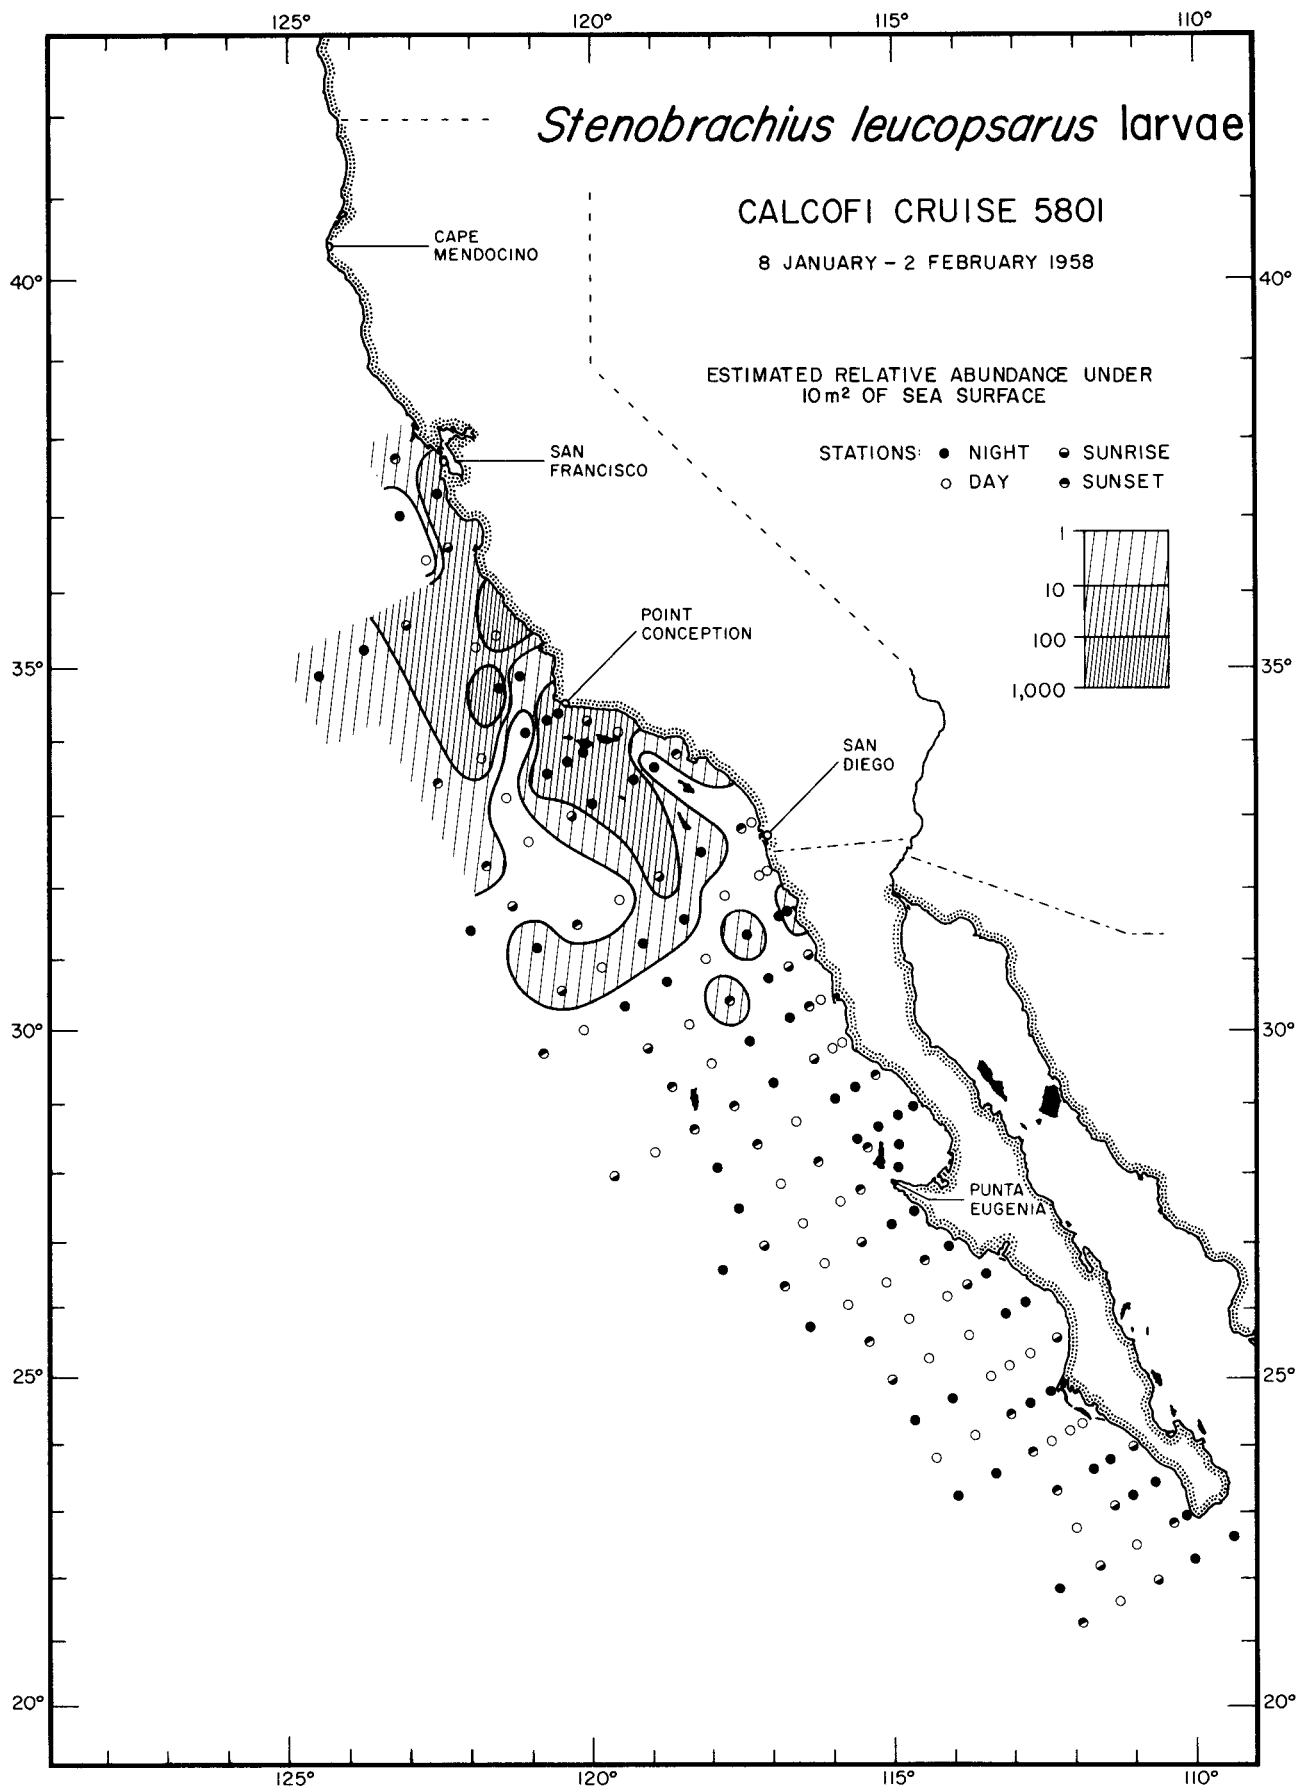 125° 120° 115° 110°
Stenobrachius leucopsarus larvae
CALCOFI CRUISE 5801
8 JANUARY – 2 FEBRUARY 1958
CAPE
MENDOCINO
40° 40°
ESTIMATED RELATIVE ABUNDANCE UNDER
10m² OF SEA SURFACE
STATIONS: NIGHT SUNRISE
DAY SUNSET
SAN
FRANCISCO
1
10
100
1,000
POINT
CONCEPTION
35° 35°
SAN
DIEGO
30° 30°
PUNTA
EUGENIA
25° 25°
20° 20°
125° 120° 115° 110°